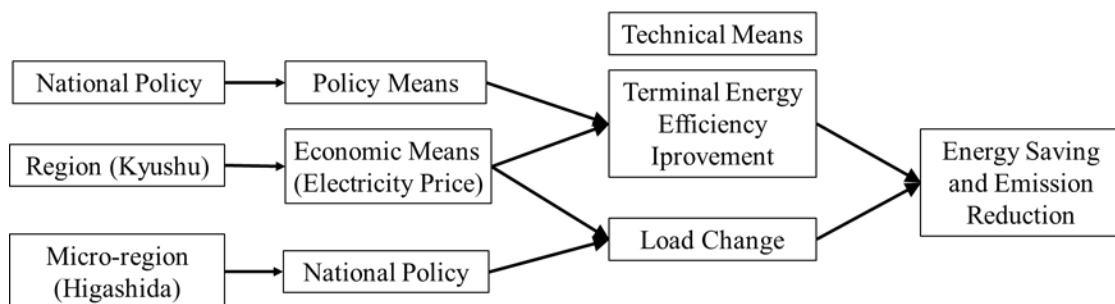 Technical Means
National Policy
Policy Means
Terminal Energy
Efficiency
Iprovement
Region (Kyushu)
Economic Means
(Electricity Price)
Energy Saving
and Emission
Reduction
Micro-region
(Higashida)
National Policy
Load Change